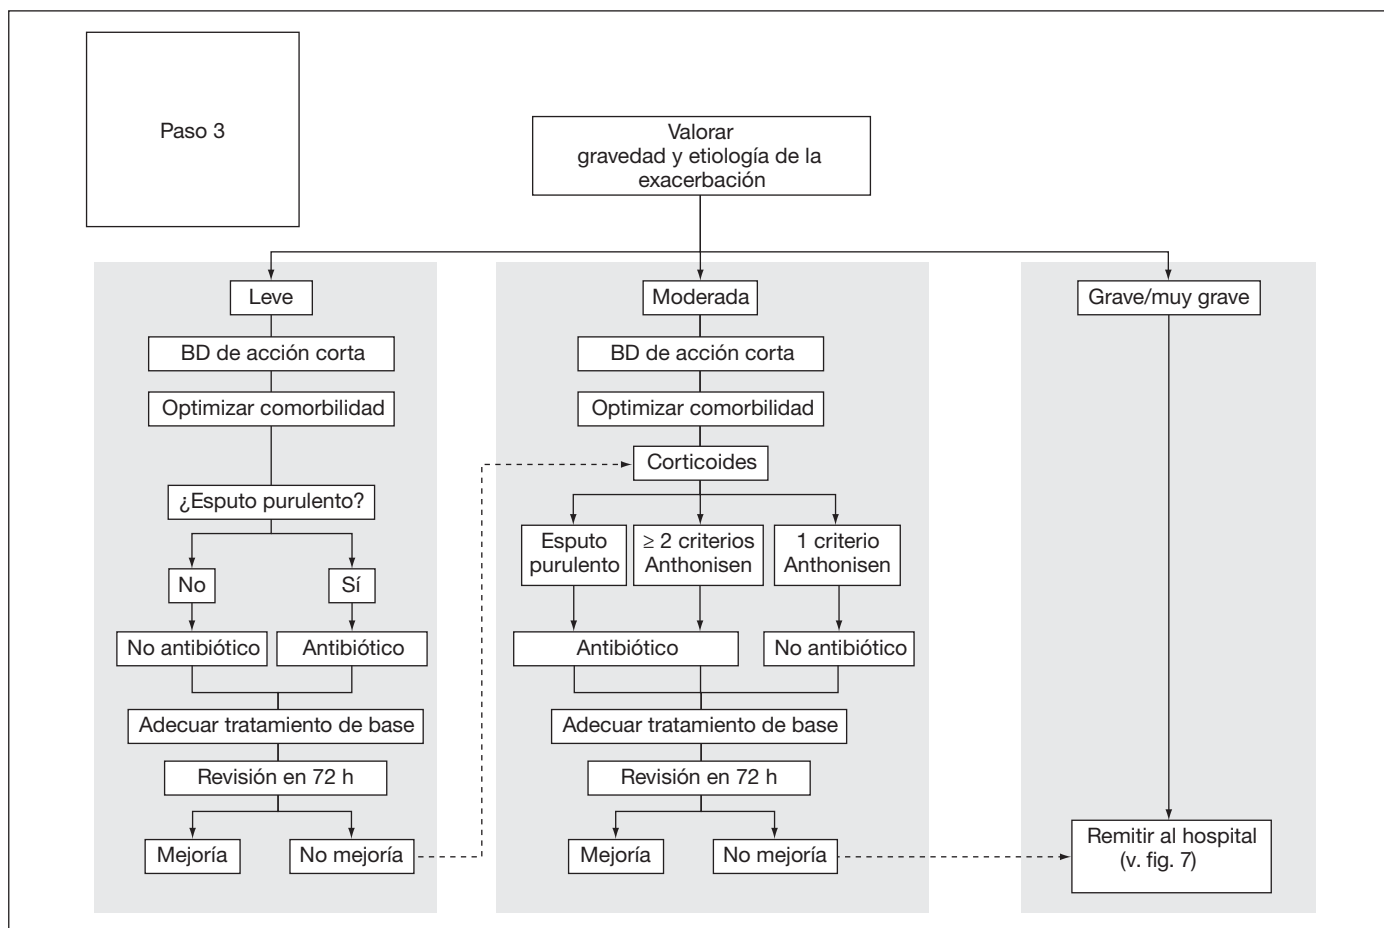 Paso 3
Valorar
gravedad y etiología de la
exacerbación
Leve
BD de acción corta
Optimizar comorbilidad
¿Esputo purulento?
No
Sí
No antibiótico
Antibiótico
Adecuar tratamiento de base
Revisión en 72 h
Mejoría
No mejoría
Moderada
BD de acción corta
Optimizar comorbilidad
Corticoides
Esputo
purulento
≥ 2 criterios
Anthonisen
1 criterio
Anthonisen
Antibiótico
No antibiótico
Adecuar tratamiento de base
Revisión en 72 h
Mejoría
No mejoría
Grave/muy grave
Remitir al hospital
(v. fig. 7)